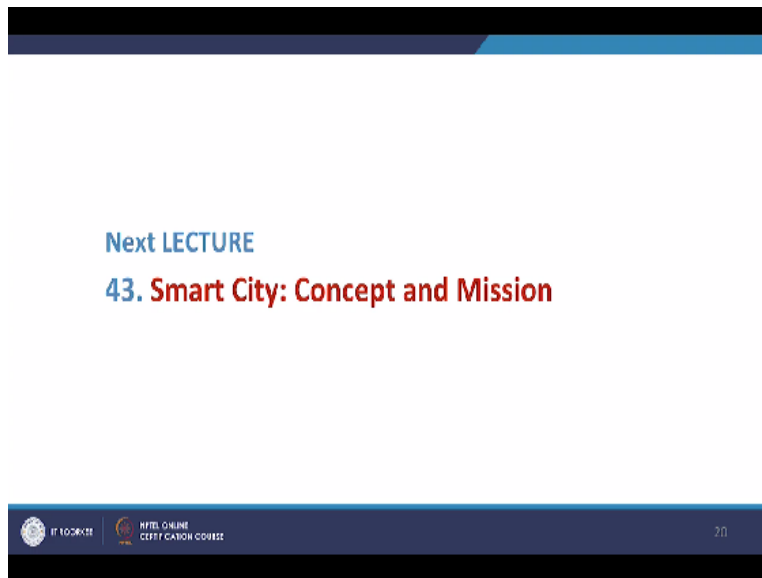 Next LECTURE
43. Smart City: Concept and Mission
IIT ROORKEE
NPTEL ONLINE
CERTIFICATION COURSE
20